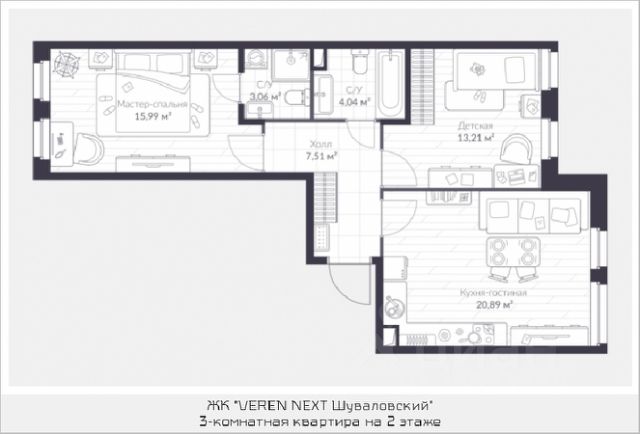 С/У
3.06 м²
С/У
4.04 м²
Мастер-спальня
15.99 м²
Детская
13.21 м²
Холл
7.51 м²
Кухня-гостиная
20.89 м²
ЖК "VEREN NEXT Шуваловский"
3-комнатная квартира на 2 этаже